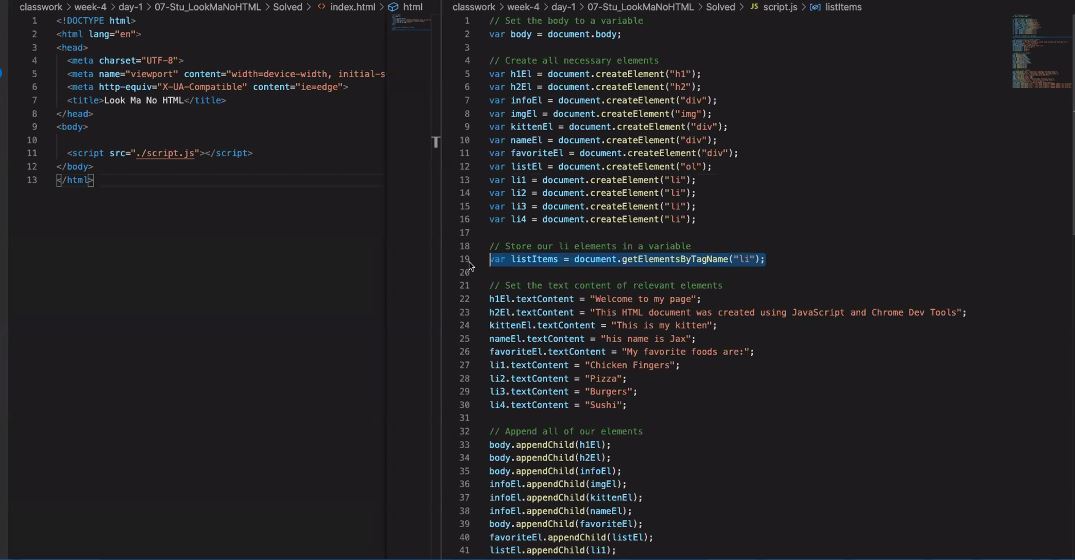 classwork > week-4 > day-1 > 07-Stu_LookMaNoHTML > Solved > <> index.html > html
1 <!DOCTYPE html>
2 <html lang="en">
3
4 <head>
5 <meta charset="UTF-8">
6 <meta name="viewport" content="width=device-width, initial-s
7 <meta http-equiv="X-UA-Compatible" content="ie=edge">
8 <title>Look Ma No HTML</title>
9 </head>
10 <body>
11
12 <script src="./script.js"></script>
13 </body>
</html>
classwork > week-4 > day-1 > 07-Stu_LookMaNoHTML > Solved > JS script.js > listItems
1 // Set the body to a variable
2 var body = document.body;
3
4 // Create all necessary elements
5 var h1El = document.createElement("h1");
6 var h2El = document.createElement("h2");
7 var infoEl = document.createElement("div");
8 var imgEl = document.createElement("img");
9 var kittenEl = document.createElement("div");
10 var nameEl = document.createElement("div");
11 var favoriteEl = document.createElement("div");
12 var listEl = document.createElement("ol");
13 var li1 = document.createElement("li");
14 var li2 = document.createElement("li");
15 var li3 = document.createElement("li");
16 var li4 = document.createElement("li");
17
18 // Store our li elements in a variable
19 var listItems = document.getElementsByTagName("li");
20
21 // Set the text content of relevant elements
22 h1El.textContent = "Welcome to my page";
23 h2El.textContent = "This HTML document was created using JavaScript and Chrome Dev Tools";
24 kittenEl.textContent = "This is my kitten";
25 nameEl.textContent = "his name is Jax";
26 favoriteEl.textContent = "My favorite foods are:";
27 li1.textContent = "Chicken Fingers";
28 li2.textContent = "Pizza";
29 li3.textContent = "Burgers";
30 li4.textContent = "Sushi";
31
32 // Append all of our elements
33 body.appendChild(h1El);
34 body.appendChild(h2El);
35 body.appendChild(infoEl);
36 infoEl.appendChild(imgEl);
37 infoEl.appendChild(kittenEl);
38 infoEl.appendChild(nameEl);
39 body.appendChild(favoriteEl);
40 favoriteEl.appendChild(listEl);
41 listEl.appendChild(li1);